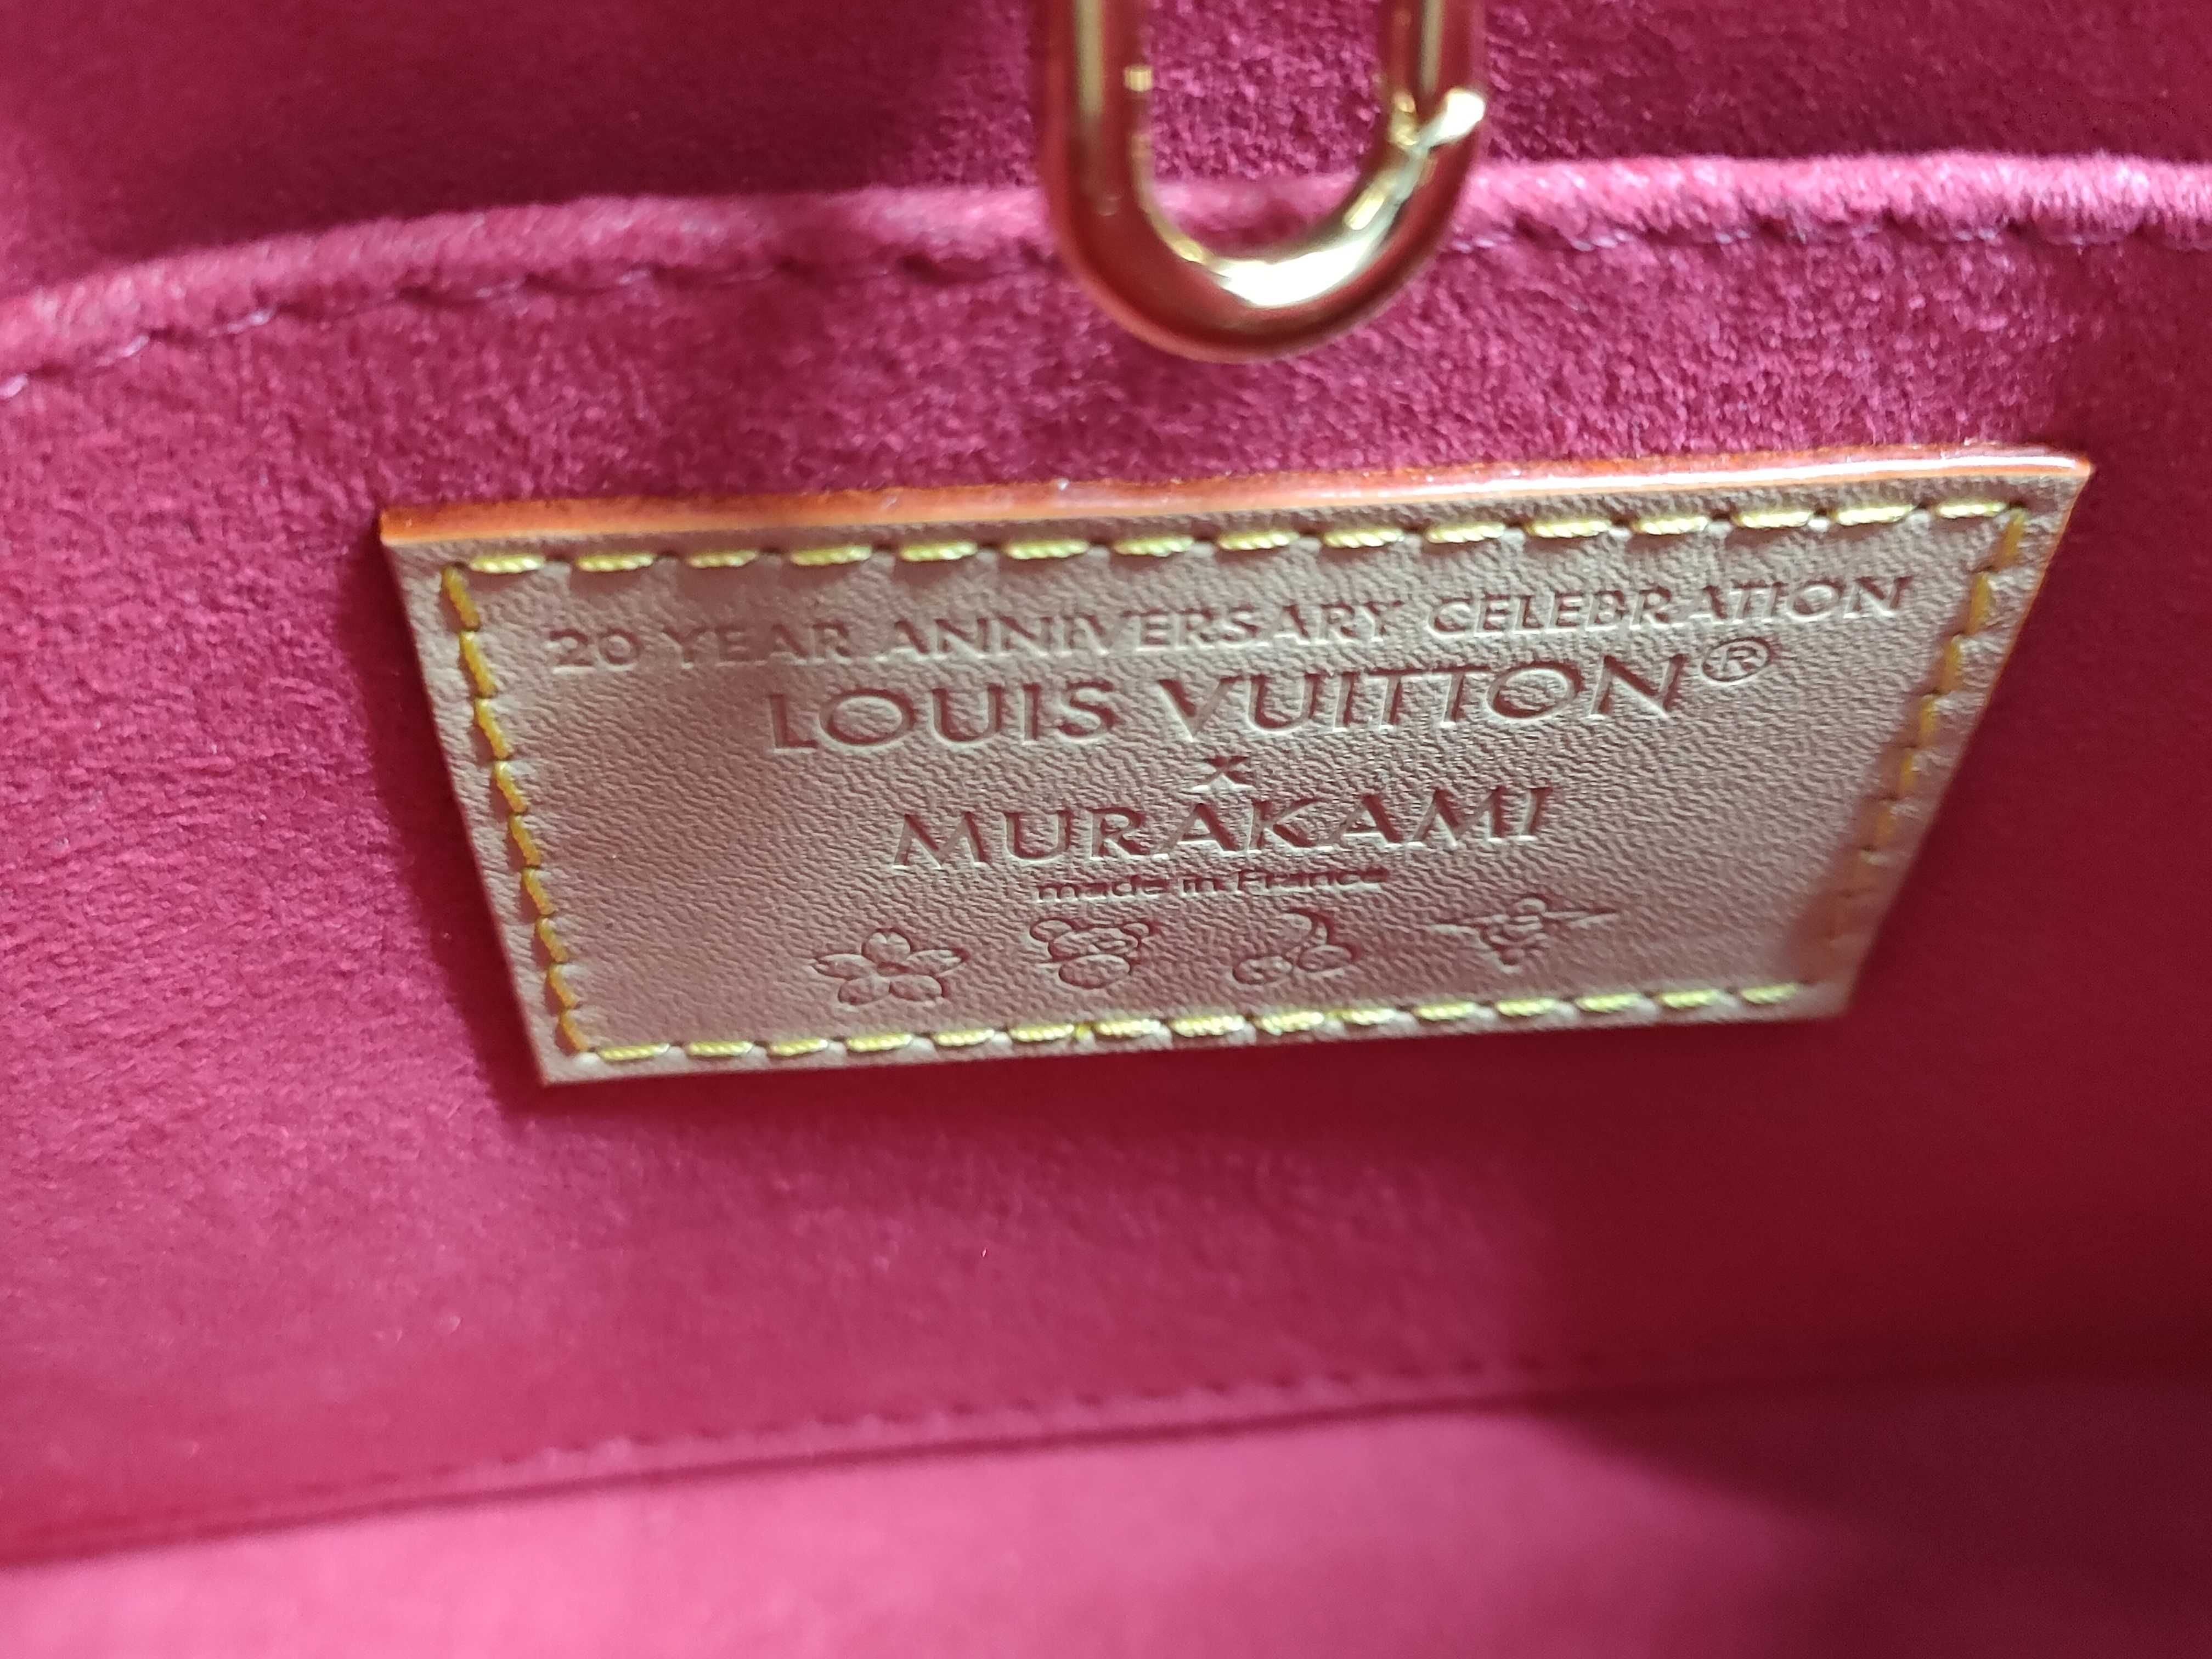 20 YEAR ANNIVERSARY CELEBRATION
LOUIS VUITTON®
x
MURAKAMI
made in France